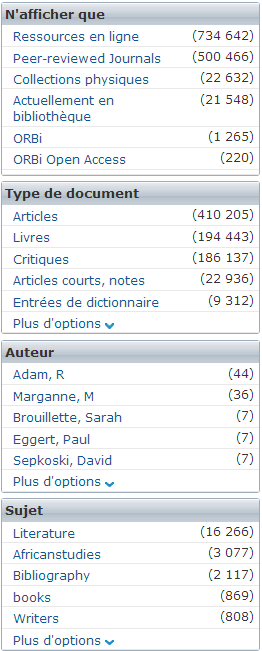 N'afficher que
Ressources en ligne (734 642)
Peer-reviewed Journals (500 466)
Collections physiques (22 632)
Actuellement en (21 548)
bibliothèque
ORBi (1 265)
ORBi Open Access (220)
Type de document
Articles (410 205)
Livres (194 443)
Critiques (186 137)
Articles courts, notes (22 936)
Entrées de dictionnaire (9 312)
Plus d'options
Auteur
Adam, R (44)
Marganne, M (36)
Brouillette, Sarah (7)
Eggert, Paul (7)
Sepkoski, David (7)
Plus d'options
Sujet
Literature (16 266)
Africanstudies (3 077)
Bibliography (2 117)
books (869)
Writers (808)
Plus d'options